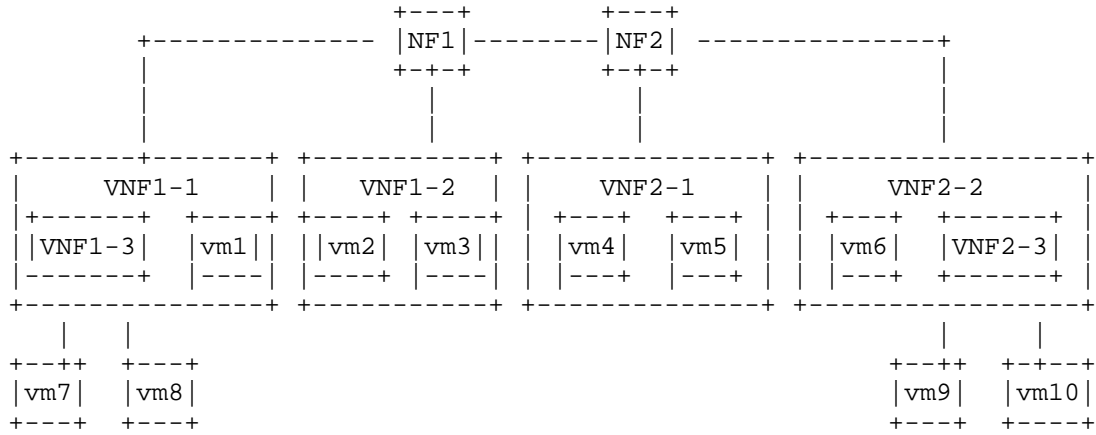 NF1 NF2
VNF1-1 VNF1-2 VNF2-1 VNF2-2
VNF1-3 vm1 vm2 vm3 vm4 vm5 vm6 VNF2-3
vm7 vm8 vm9 vm10